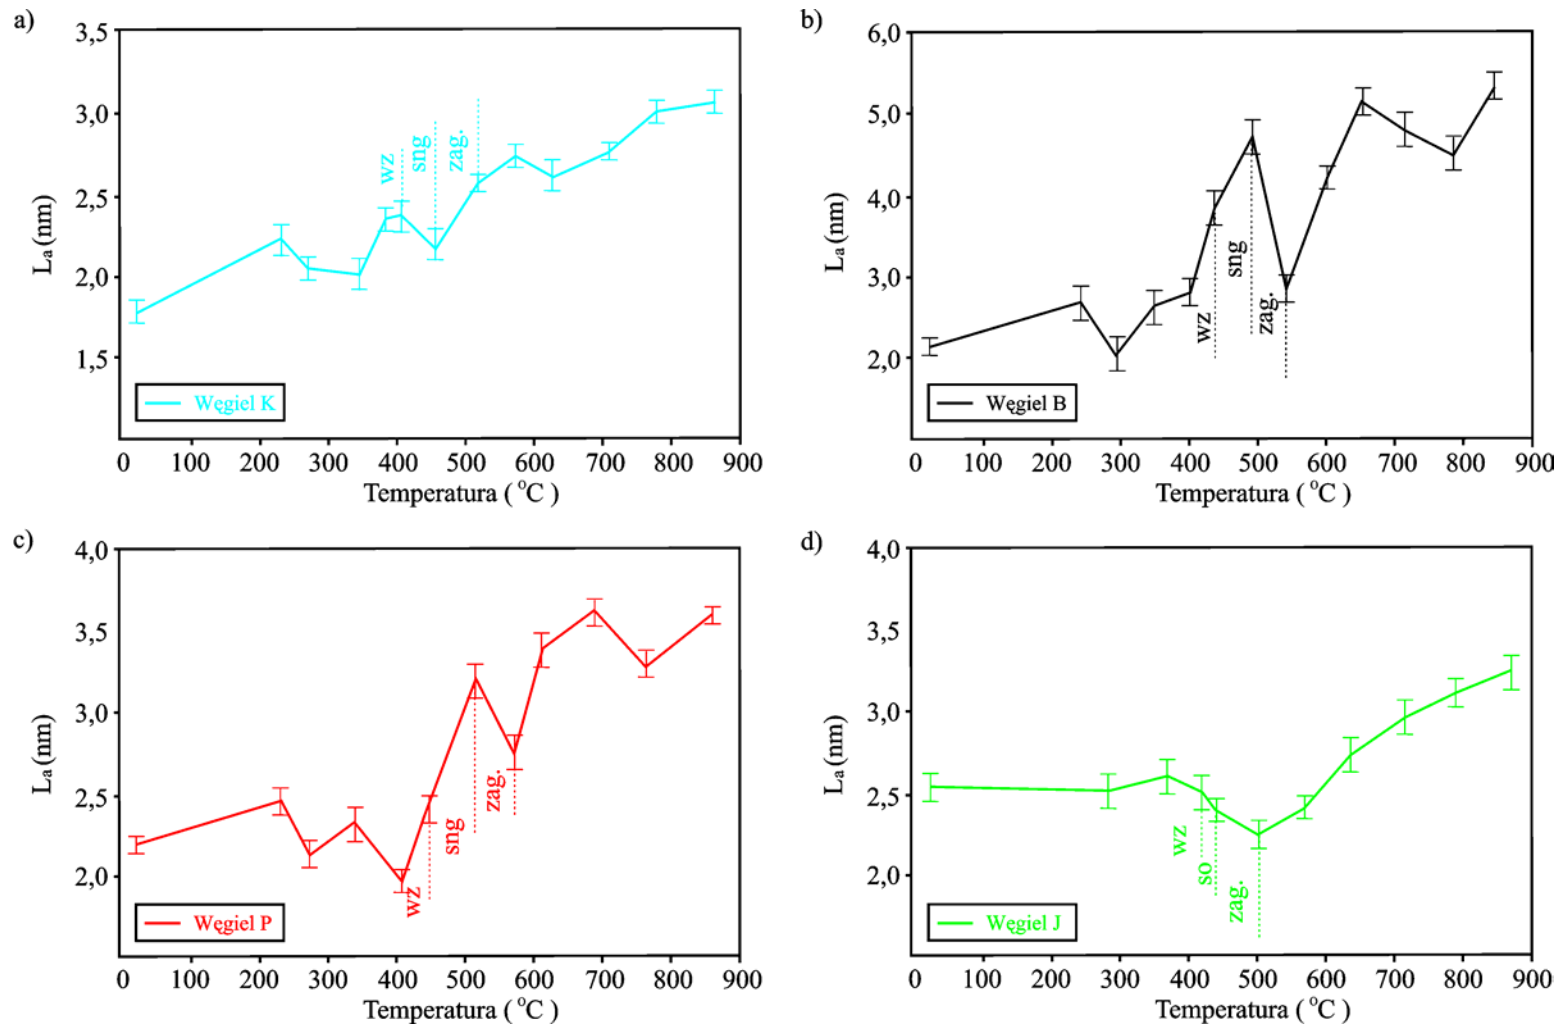 a)
3,5
3,0
2,5
2,0
1,5
La (nm)
wz
sng
zag.
Węgiel K
0 100 200 300 400 500 600 700 800 900
Temperatura ( °C )
b)
6,0
5,0
4,0
3,0
2,0
La (nm)
wz
sng
zag.
Węgiel B
0 100 200 300 400 500 600 700 800 900
Temperatura ( °C )
c)
4,0
3,5
3,0
2,5
2,0
La (nm)
wz
sng
zag.
Węgiel P
0 100 200 300 400 500 600 700 800 900
Temperatura ( °C )
d)
4,0
3,5
3,0
2,5
2,0
La (nm)
wz
so
zag.
Węgiel J
0 100 200 300 400 500 600 700 800 900
Temperatura ( °C )